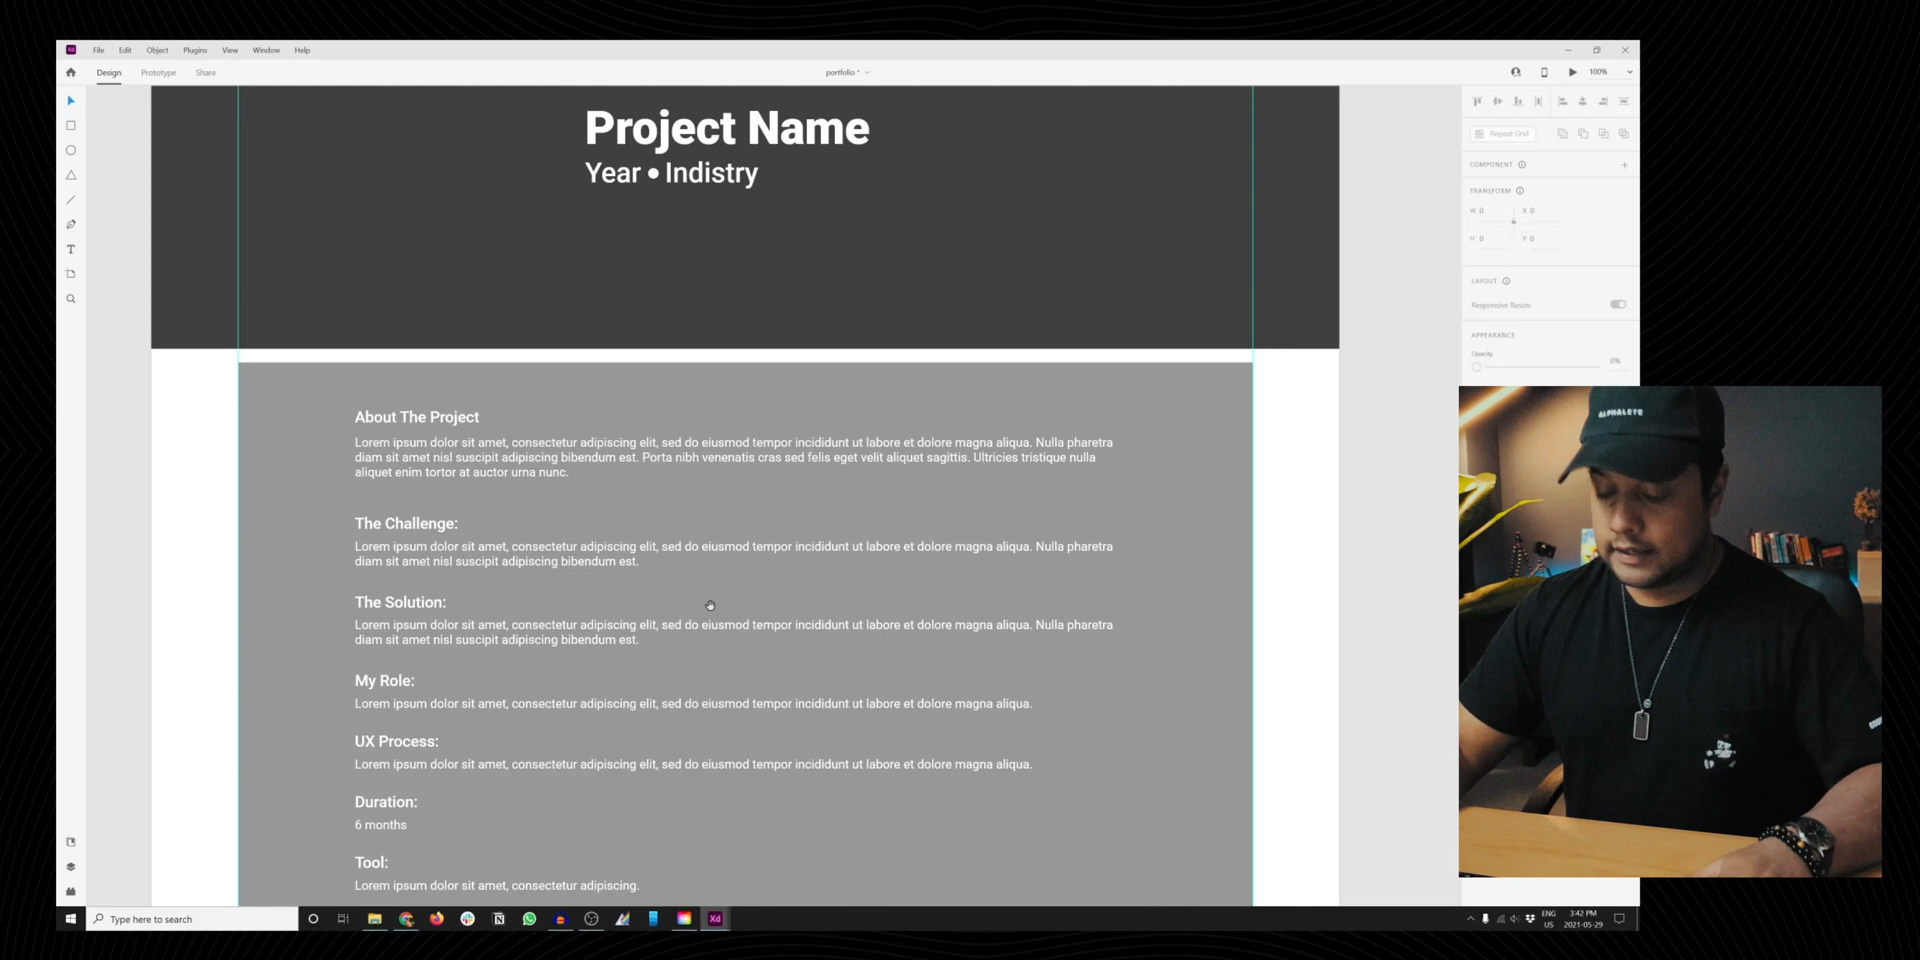 Xd File Edit Object Plugins View Window Help
Design Prototype Share portfolio * 100%
Project Name
Year • Indistry
Repeat Grid
COMPONENT
TRANSFORM
W 0 X 0
H 0 Y 0
LAYOUT
Responsive Resize
APPEARANCE
Opacity
0%
About The Project
Lorem ipsum dolor sit amet, consectetur adipiscing elit, sed do eiusmod tempor incididunt ut labore et dolore magna aliqua. Nulla pharetra
diam sit amet nisl suscipit adipiscing bibendum est. Porta nibh venenatis cras sed felis eget velit aliquet sagittis. Ultricies tristique nulla
aliquet enim tortor at auctor urna nunc.
The Challenge:
Lorem ipsum dolor sit amet, consectetur adipiscing elit, sed do eiusmod tempor incididunt ut labore et dolore magna aliqua. Nulla pharetra
diam sit amet nisl suscipit adipiscing bibendum est.
The Solution:
Lorem ipsum dolor sit amet, consectetur adipiscing elit, sed do eiusmod tempor incididunt ut labore et dolore magna aliqua. Nulla pharetra
diam sit amet nisl suscipit adipiscing bibendum est.
My Role:
Lorem ipsum dolor sit amet, consectetur adipiscing elit, sed do eiusmod tempor incididunt ut labore et dolore magna aliqua.
UX Process:
Lorem ipsum dolor sit amet, consectetur adipiscing elit, sed do eiusmod tempor incididunt ut labore et dolore magna aliqua.
Duration:
6 months
Tool:
Lorem ipsum dolor sit amet, consectetur adipiscing.
ALPHALETE
Type here to search
Xd
ENG
US
3:42 PM
2021-05-29